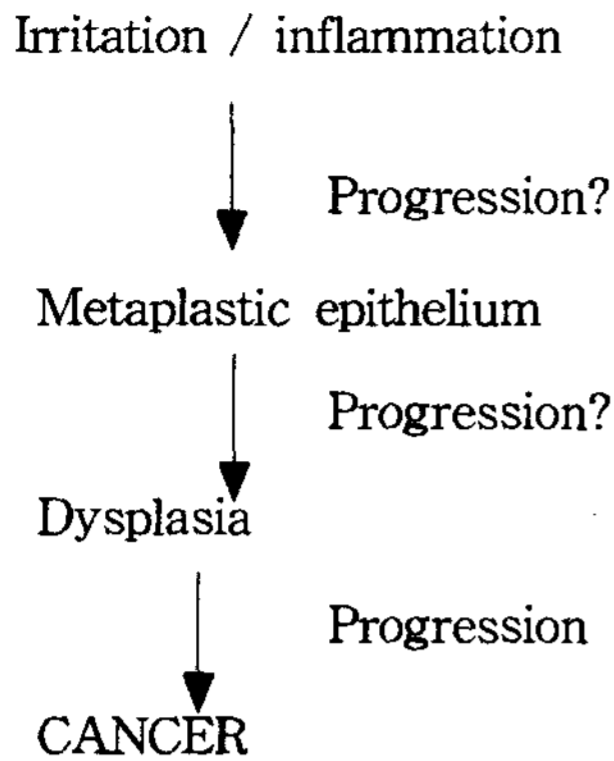 Irritation / inflammation
Progression?
Metaplastic epithelium
Progression?
Dysplasia
Progression
CANCER